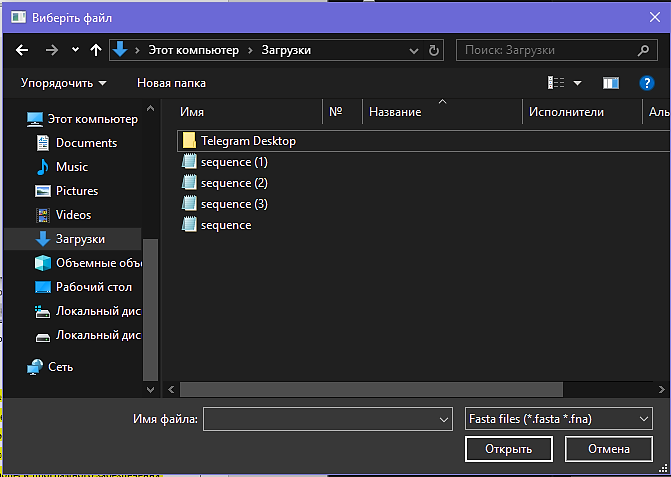 Виберіть файл
Этот компьютер › Загрузки
Поиск: Загрузки
Упорядочить
Новая папка
?
Имя № Название Исполнители Аль
Этот компьютер
Documents
Music
Pictures
Videos
Загрузки
Объемные объ
Рабочий стол
Локальный дис
Локальный дис
Сеть
Telegram Desktop
sequence (1)
sequence (2)
sequence (3)
sequence
Имя файла:
Fasta files (*.fasta *.fna)
Открыть
Отмена